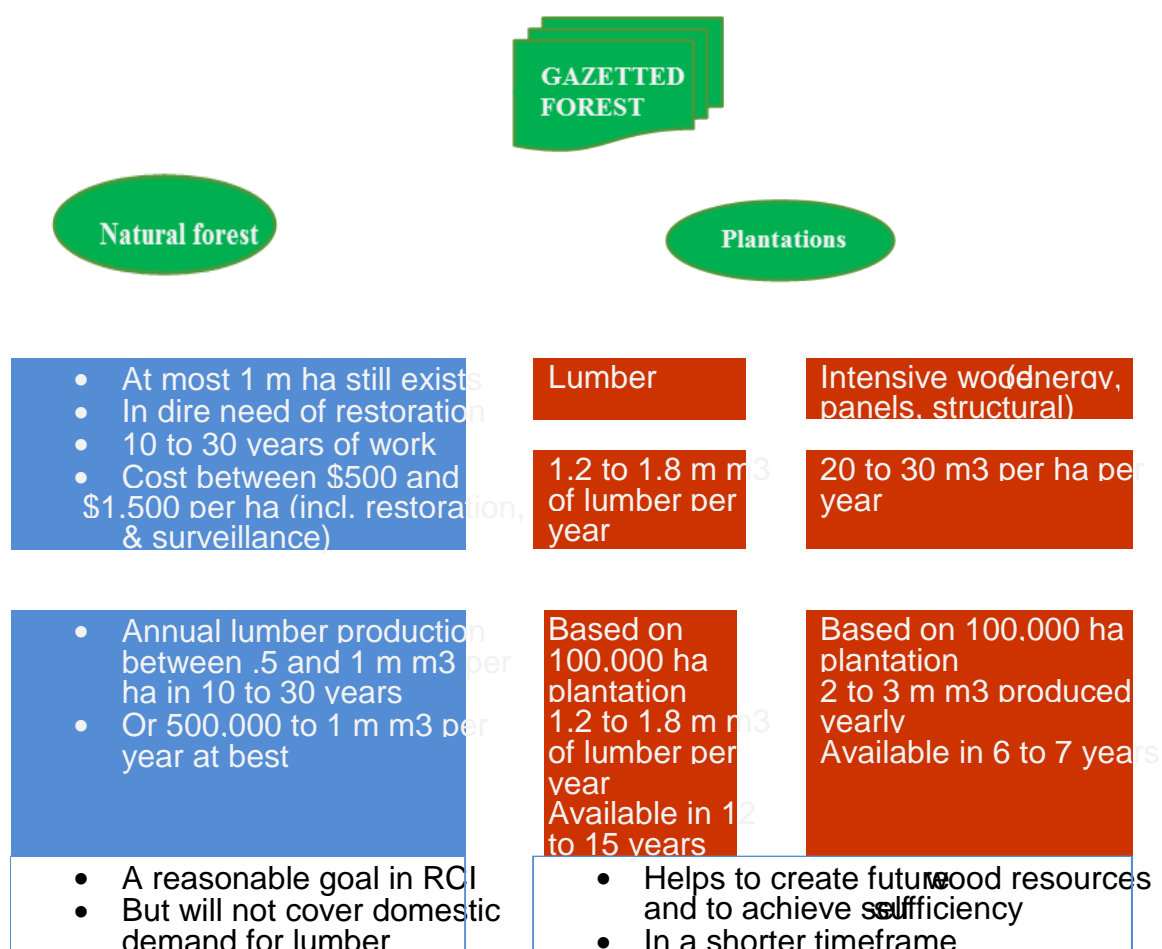 GAZETTED
FOREST
Natural forest
Plantations
• At most 1 m ha still exists
• In dire need of restoration
• 10 to 30 years of work
• Cost between $500 and
$1.500 per ha (incl. restoration,
& surveillance)
Lumber
Intensive wood (energy,
panels, structural)
1.2 to 1.8 m m3
of lumber per
year
20 to 30 m3 per ha per
year
• Annual lumber production
between .5 and 1 m m3 per
ha in 10 to 30 years
• Or 500.000 to 1 m m3 per
year at best
Based on
100.000 ha
plantation
1.2 to 1.8 m m3
of lumber per
year
Available in 12
to 15 years
Based on 100.000 ha
plantation
2 to 3 m m3 produced
yearly
Available in 6 to 7 years
• A reasonable goal in RCI
• But will not cover domestic
demand for lumber
• Helps to create future wood resources
and to achieve self sufficiency
• In a shorter timeframe